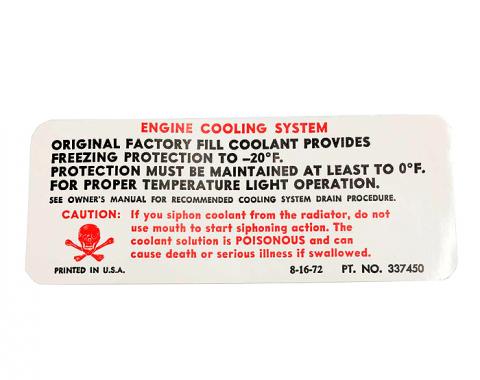 ENGINE COOLING SYSTEM
ORIGINAL FACTORY FILL COOLANT PROVIDES
FREEZING PROTECTION TO –20°F.
PROTECTION MUST BE MAINTAINED AT LEAST TO 0°F.
FOR PROPER TEMPERATURE LIGHT OPERATION.
SEE OWNER'S MANUAL FOR RECOMMENDED COOLING SYSTEM DRAIN PROCEDURE.
CAUTION: If you siphon coolant from the radiator, do not
use mouth to start siphoning action. The
coolant solution is POISONOUS and can
cause death or serious illness if swallowed.
PRINTED IN U.S.A. 8-16-72 PT. NO. 337450